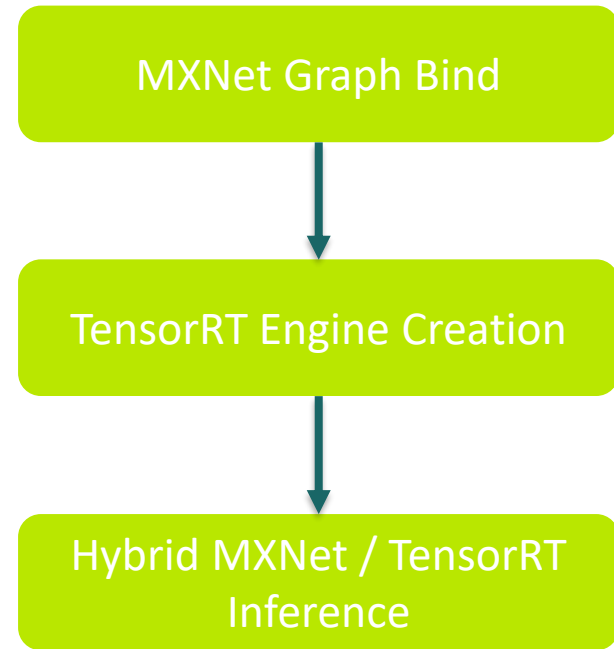 MXNet Graph Bind
TensorRT Engine Creation
Hybrid MXNet / TensorRT
Inference